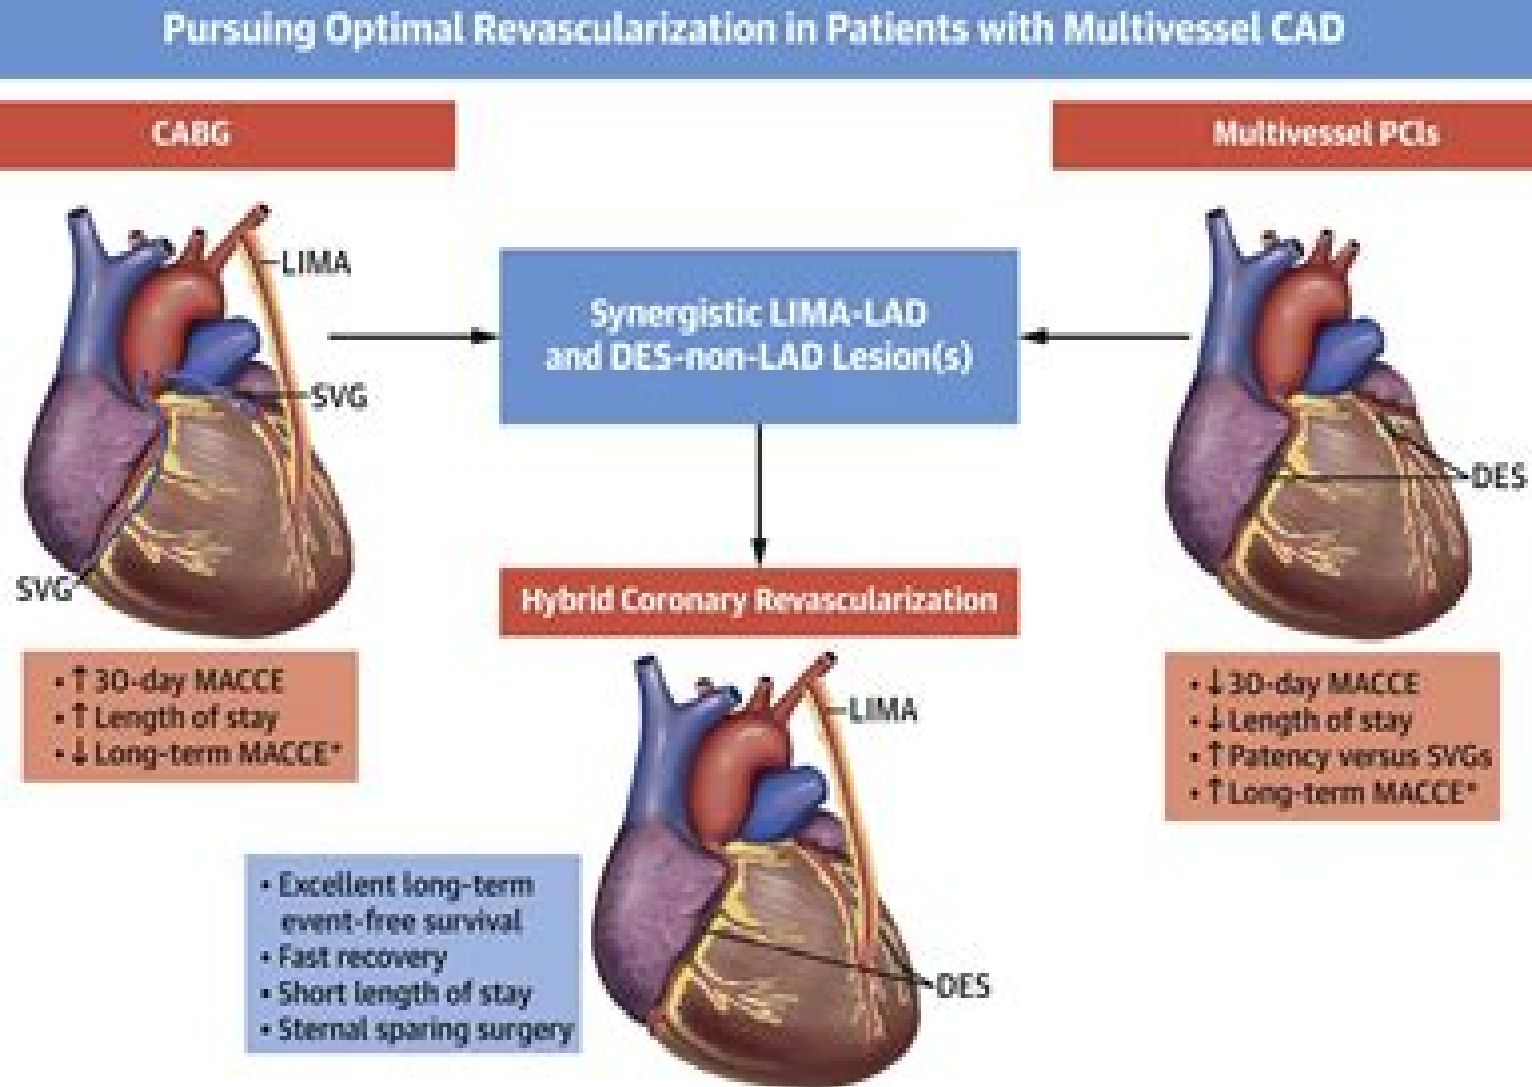 Pursuing Optimal Revascularization in Patients with Multivessel CAD
CABG
Multivessel PCIs
LIMA
SVG
SVG
Synergistic LIMA-LAD
and DES-non-LAD Lesion(s)
DES
• ↑ 30-day MACCE
• ↑ Length of stay
• ↓ Long-term MACCE*
Hybrid Coronary Revascularization
• ↓ 30-day MACCE
• ↓ Length of stay
• ↑ Patency versus SVGs
• ↑ Long-term MACCE*
LIMA
DES
• Excellent long-term
event-free survival
• Fast recovery
• Short length of stay
• Sternal sparing surgery